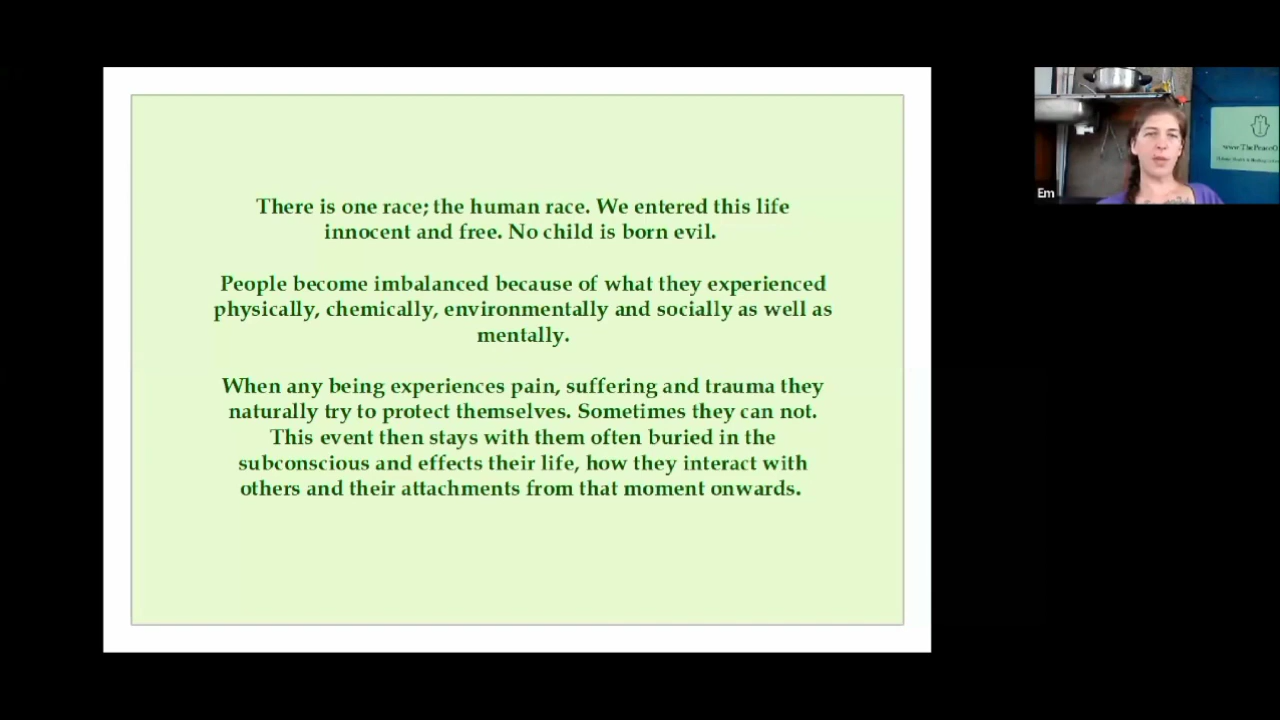 There is one race; the human race. We entered this life
innocent and free. No child is born evil.
People become imbalanced because of what they experienced
physically, chemically, environmentally and socially as well as
mentally.
When any being experiences pain, suffering and trauma they
naturally try to protect themselves. Sometimes they can not.
This event then stays with them often buried in the
subconscious and effects their life, how they interact with
others and their attachments from that moment onwards.
Em